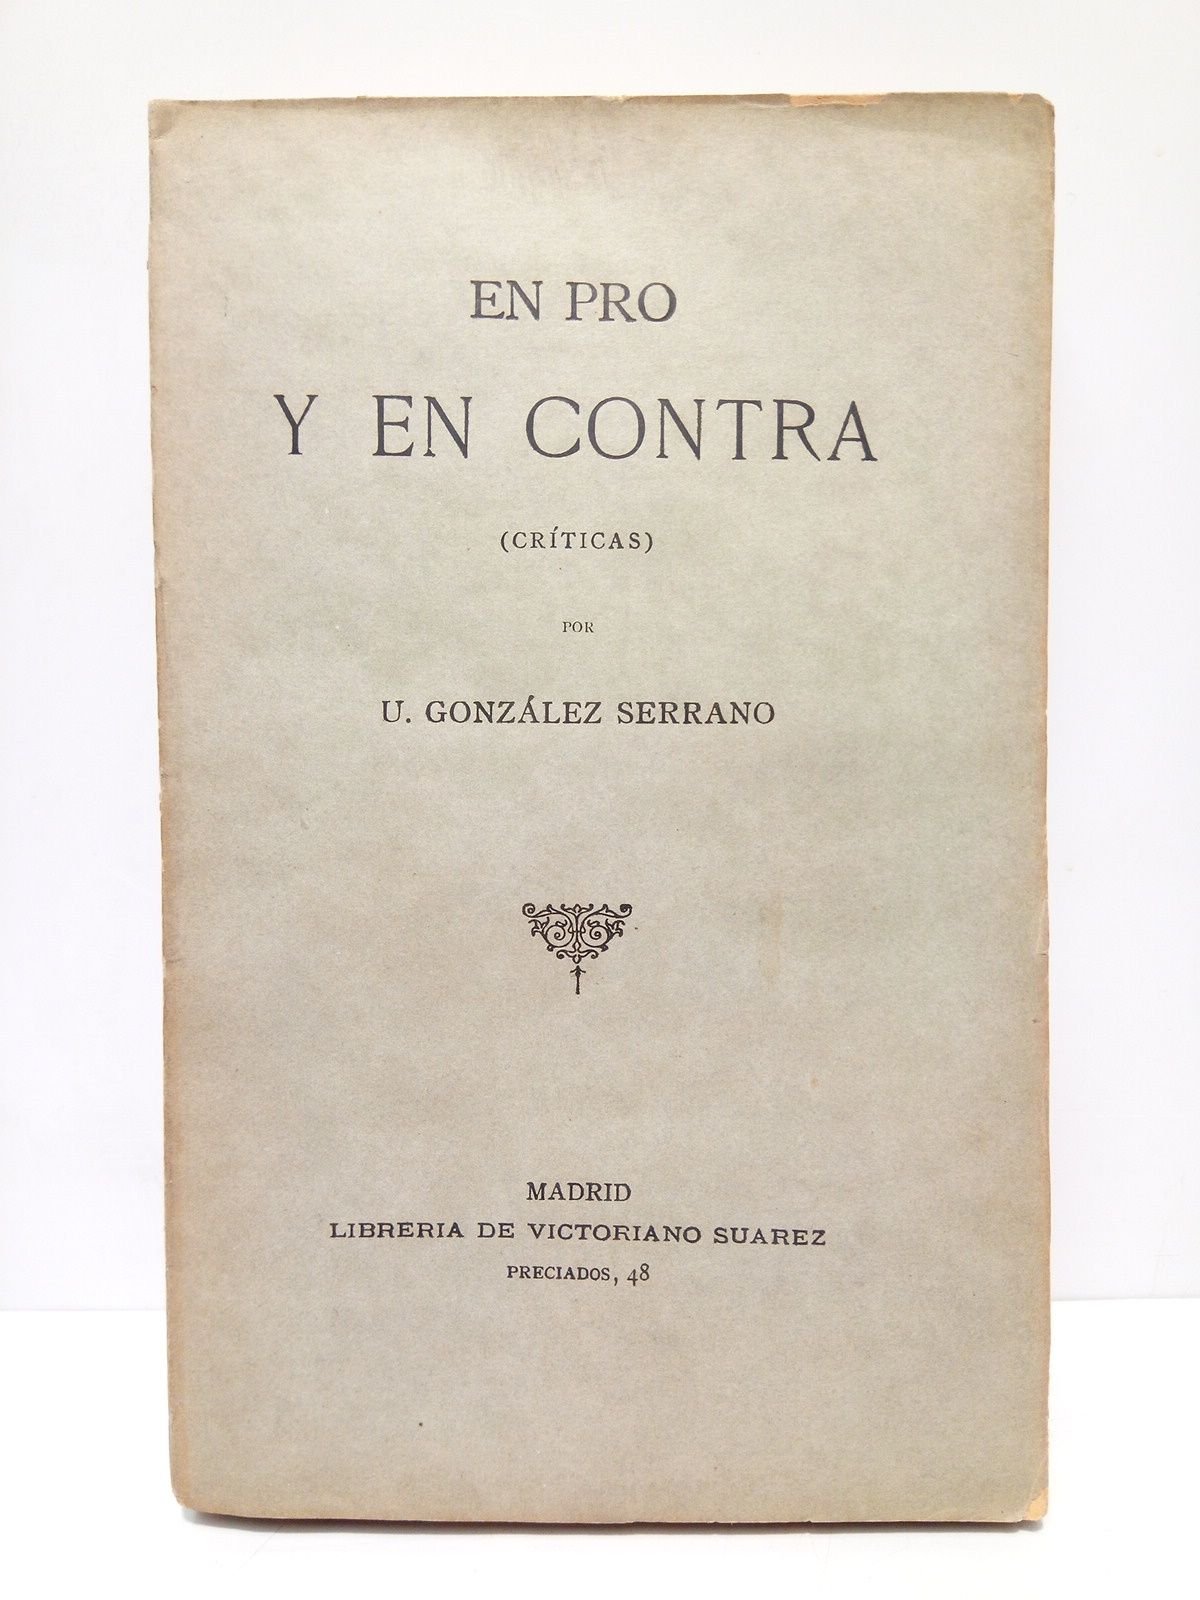 EN PRO
Y EN CONTRA
(CRÍTICAS)
POR
U. GONZÁLEZ SERRANO
MADRID
LIBRERIA DE VICTORIANO SUAREZ
PRECIADOS, 48